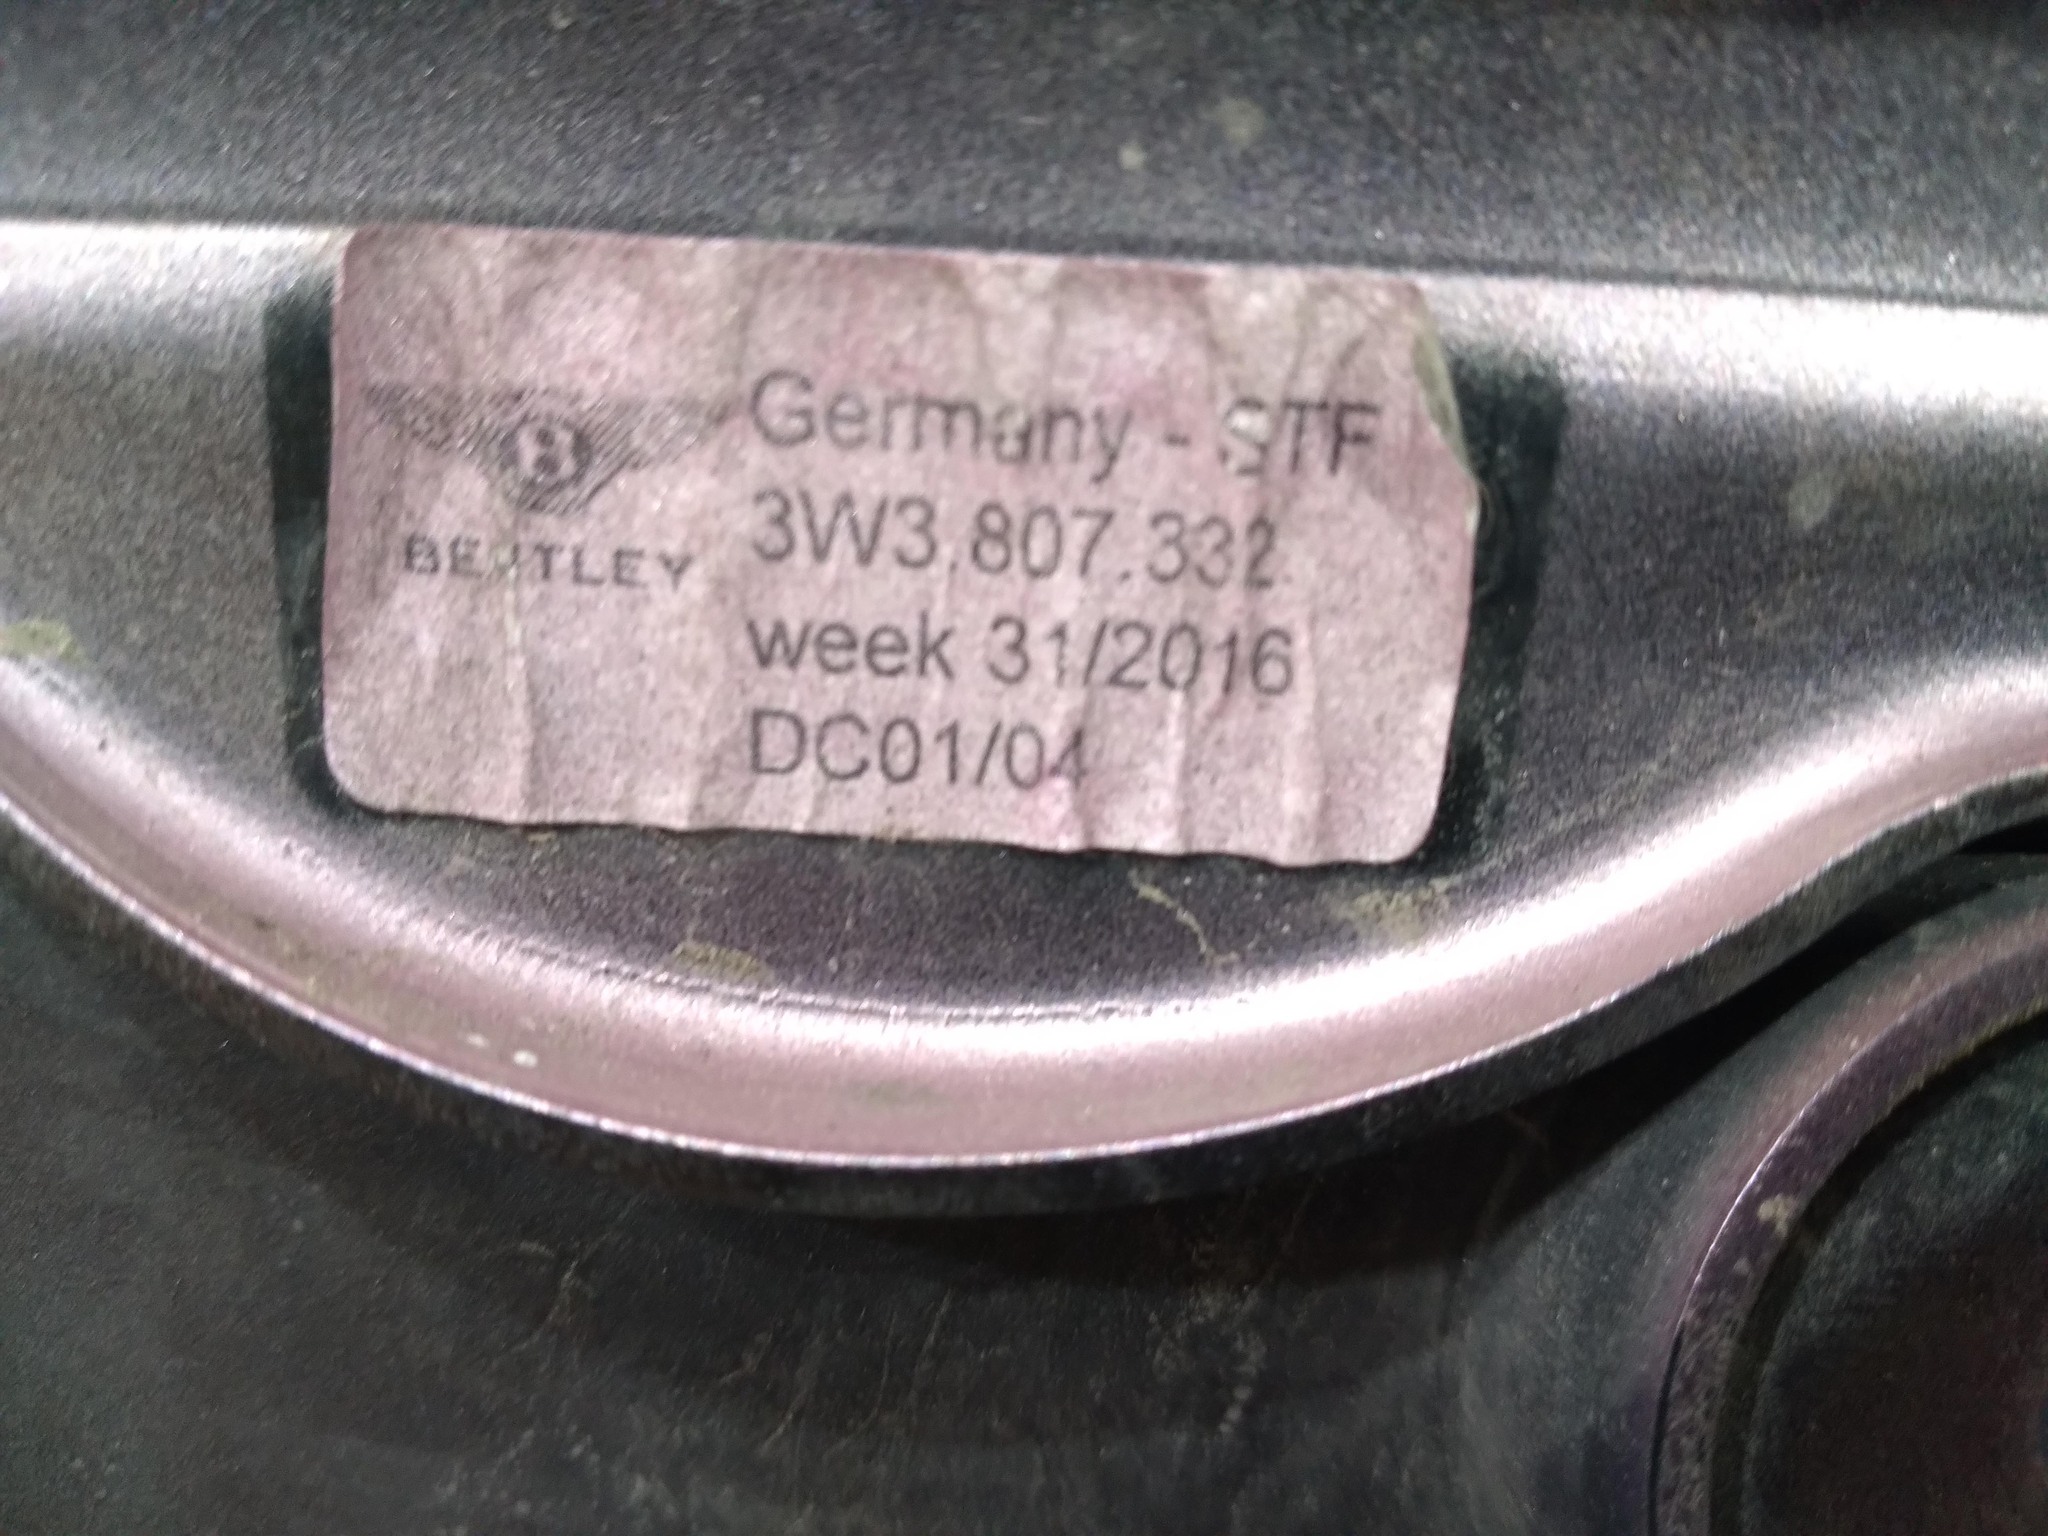 BENTLEY
Germany - STF
3W3.807.332
week 31/2016
DC01/04